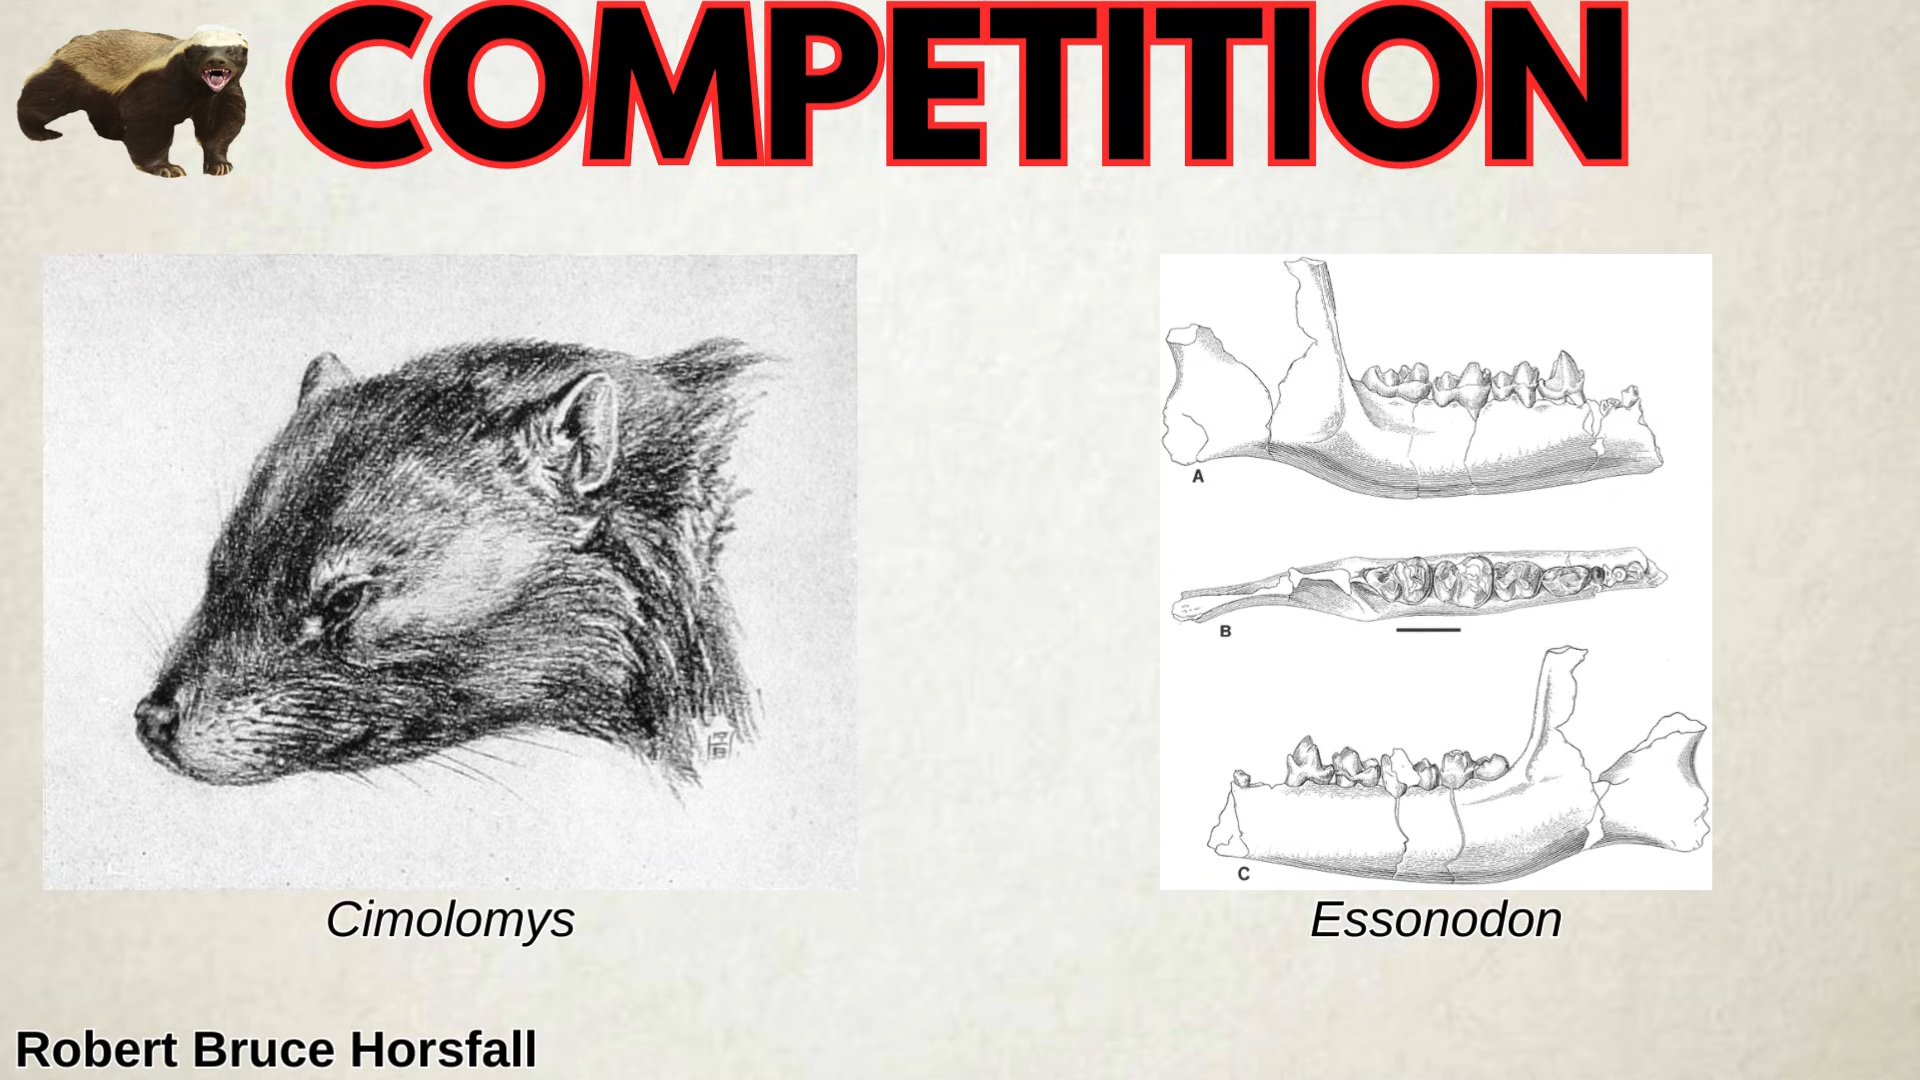 COMPETITION
A
B
C
Cimolomys
Essonodon
Robert Bruce Horsfall